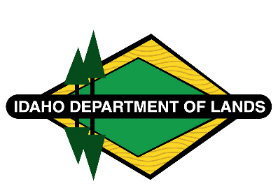 IDAHO DEPARTMENT OF LANDS